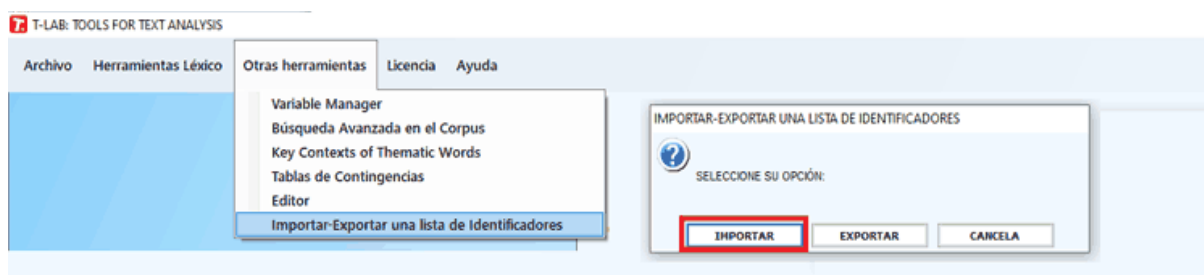 T-LAB: TOOLS FOR TEXT ANALYSIS
Archivo Herramientas Léxico Otras herramientas Licencia Ayuda
Variable Manager
Búsqueda Avanzada en el Corpus
Key Contexts of Thematic Words
Tablas de Contingencias
Editor
Importar-Exportar una lista de Identificadores
IMPORTAR-EXPORTAR UNA LISTA DE IDENTIFICADORES
SELECCIONE SU OPCIÓN:
IMPORTAR EXPORTAR CANCELA